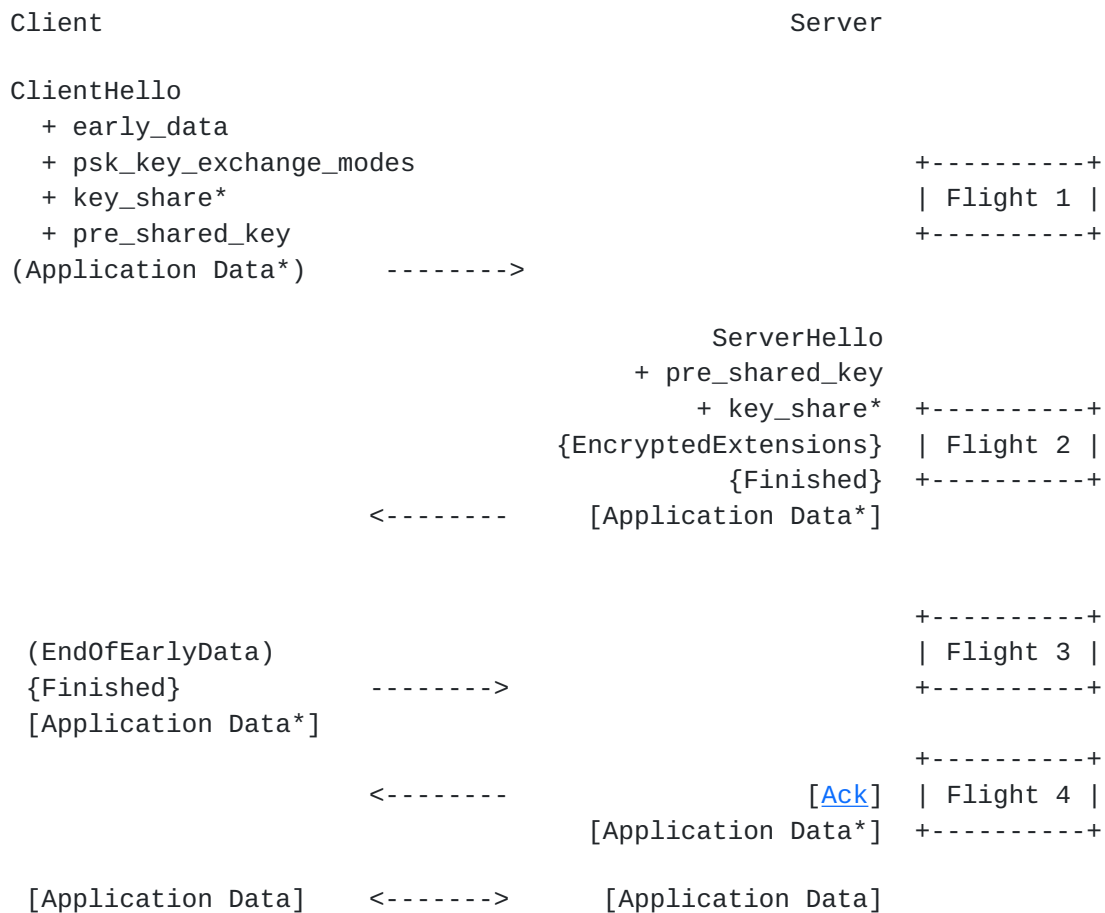 Client                                            Server

ClientHello
  + early_data
  + psk_key_exchange_modes                                +----------+
  + key_share*                                            | Flight 1 |
  + pre_shared_key                                        +----------+
(Application Data*)     -------->

                                             ServerHello
                                        + pre_shared_key
                                            + key_share*  +----------+
                                   {EncryptedExtensions}  | Flight 2 |
                                              {Finished}  +----------+
                       <--------     [Application Data*]

                                                          +----------+
 (EndOfEarlyData)                                         | Flight 3 |
 {Finished}            -------->                          +----------+
 [Application Data*]
                                                          +----------+
                       <--------                   [Ack]  | Flight 4 |
                                     [Application Data*]  +----------+

 [Application Data]    <------->      [Application Data]